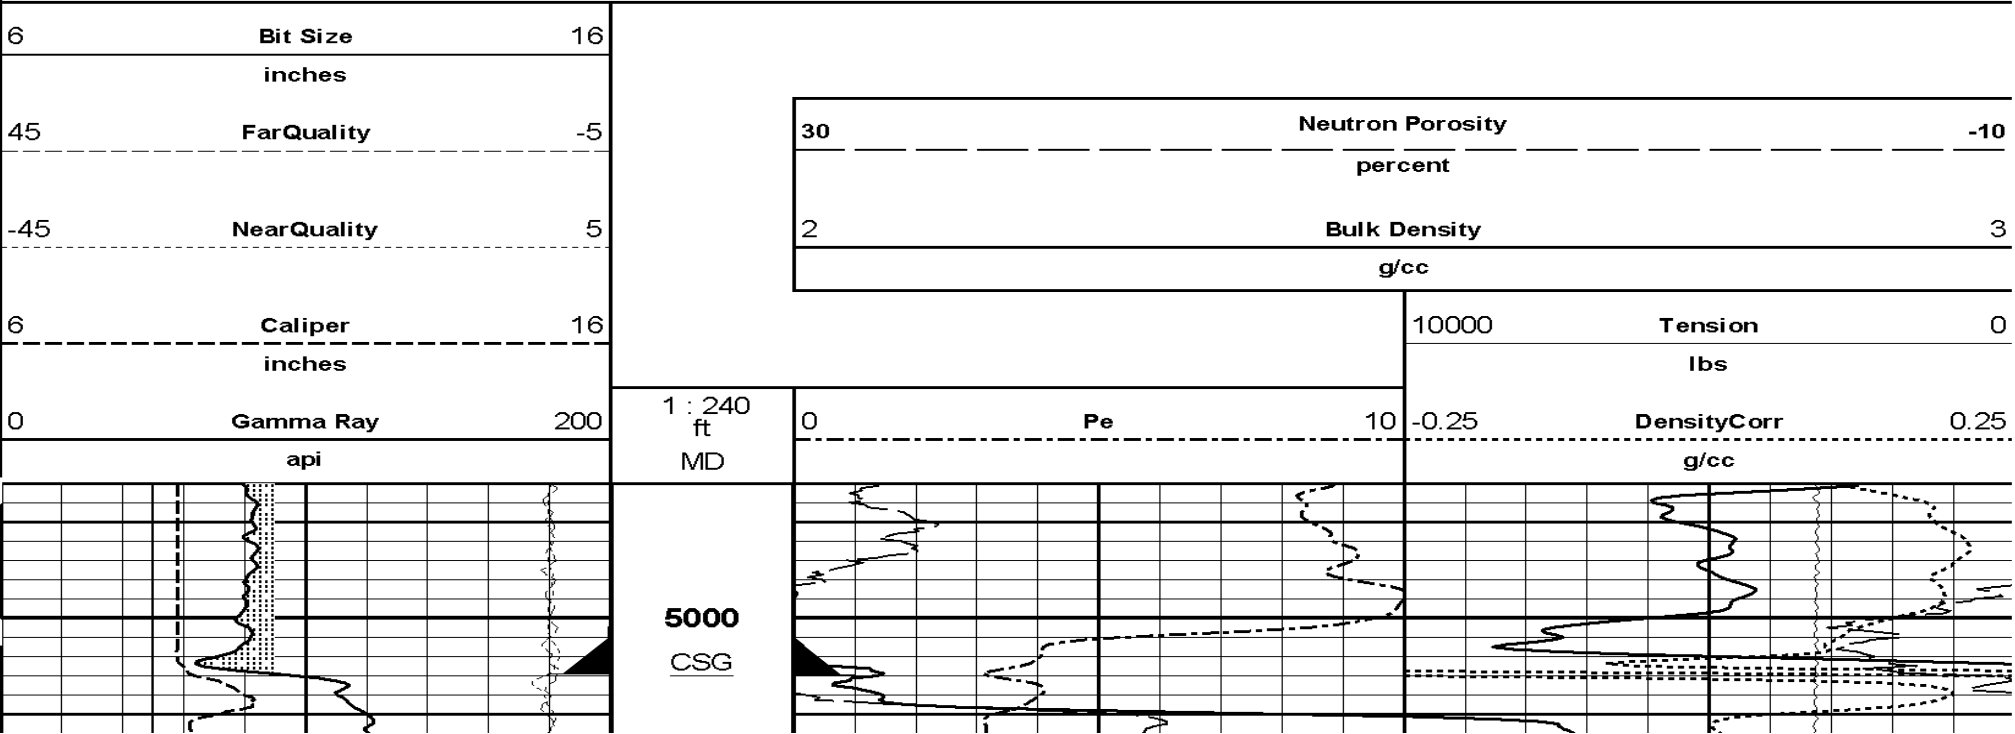 6 Bit Size 16
inches
45 FarQuality -5
-45 NearQuality 5
6 Caliper 16
inches
0 Gamma Ray 200
api
1 : 240
ft
MD
30 Neutron Porosity -10
percent
2 Bulk Density 3
g/cc
10000 Tension 0
lbs
0 Pe 10
-0.25 DensityCorr 0.25
g/cc
5000
CSG